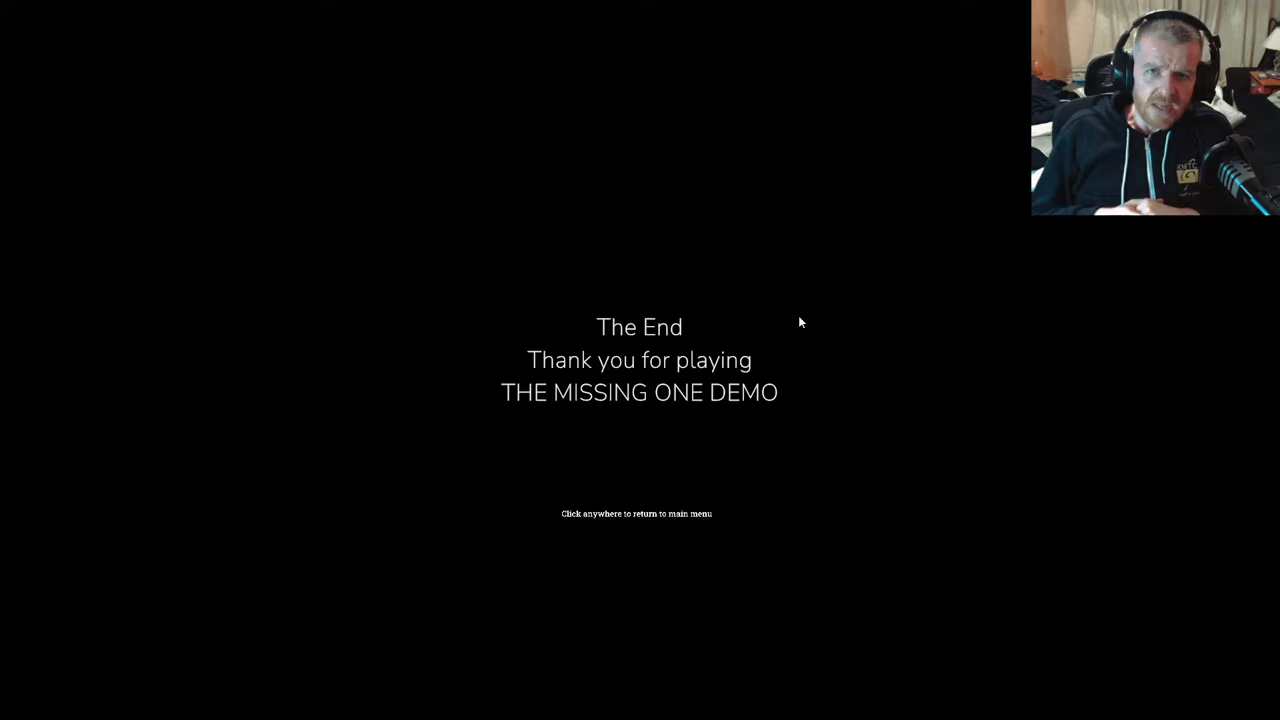 The End
Thank you for playing
THE MISSING ONE DEMO
Click anywhere to return to main menu